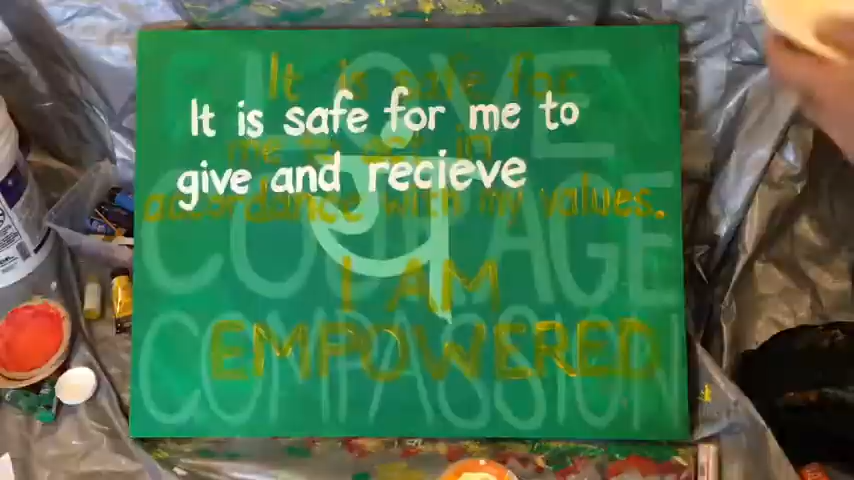 It is safe for
It is safe for me to
me to act in
give and recieve
accordance with my values.
I AM
EMPOWERED
LOVE
COURAGE
COMPASSION
यं